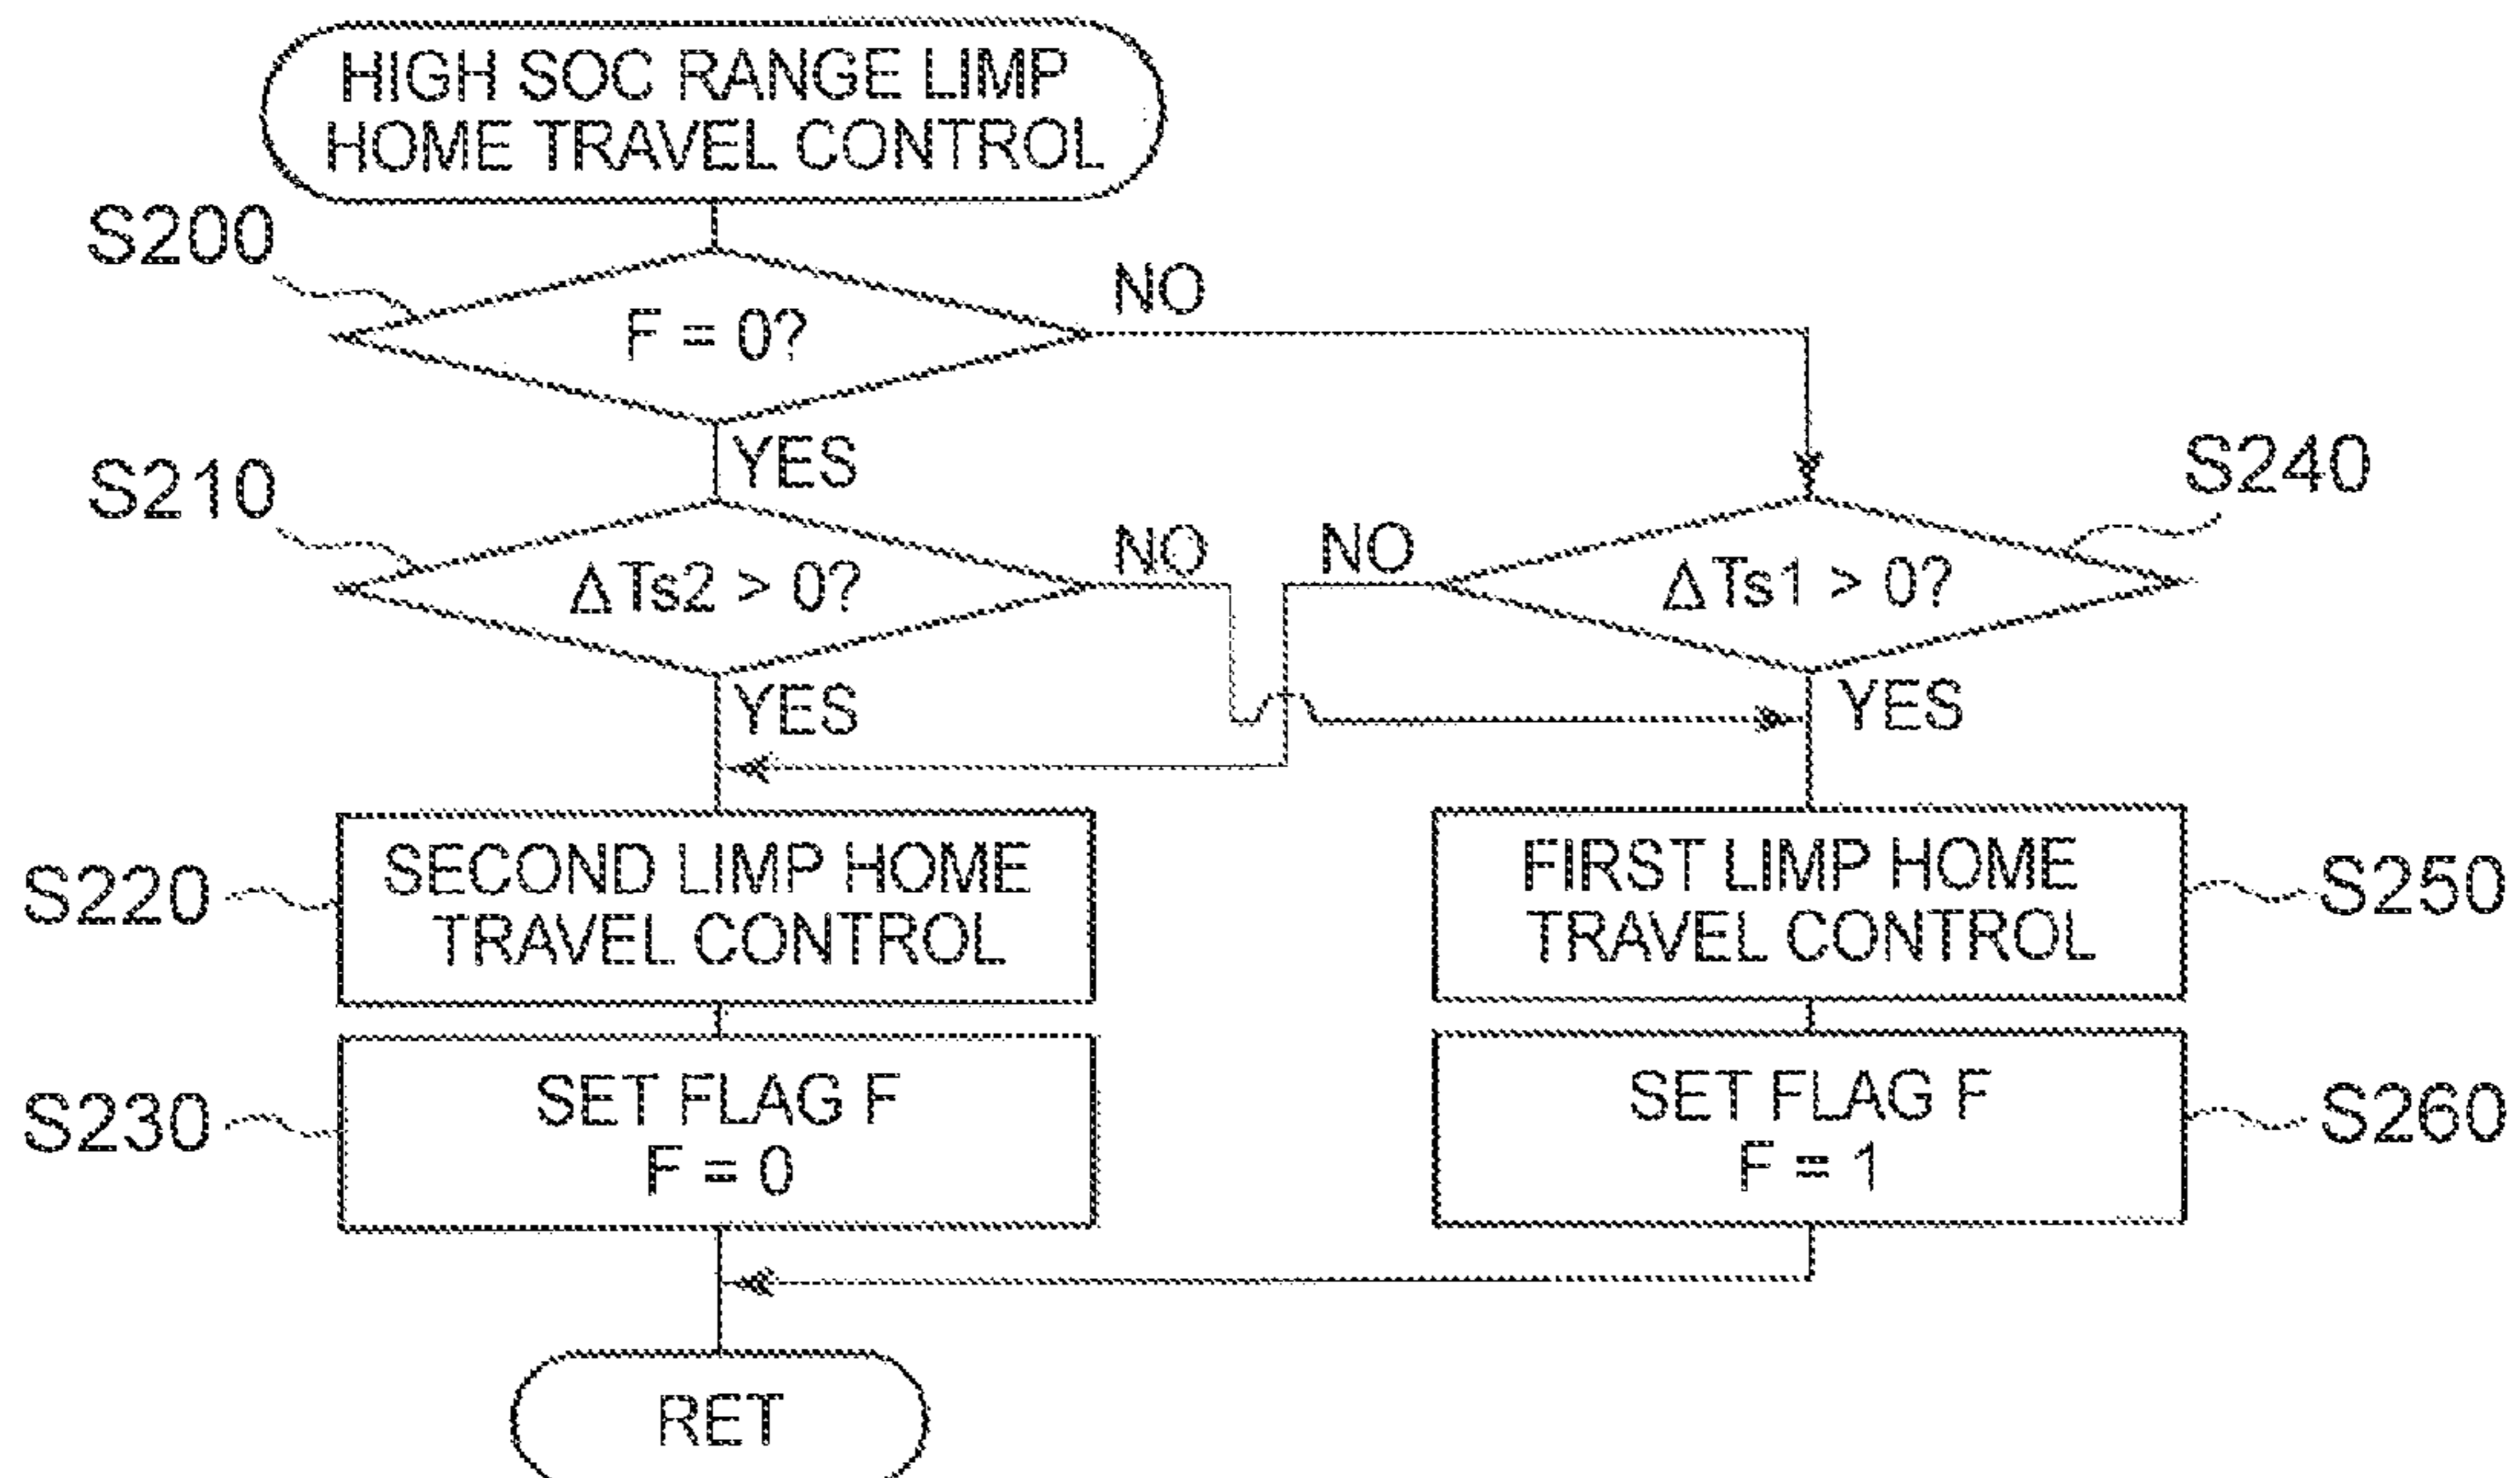 HIGH SOC RANGE LIMP
HOME TRAVEL CONTROL
S200
F = 0?
NO
YES
S210
ΔTs2 > 0?
NO
YES
S240
ΔTs1 > 0?
NO
YES
S220
SECOND LIMP HOME
TRAVEL CONTROL
FIRST LIMP HOME
TRAVEL CONTROL
S250
S230
SET FLAG F
F = 0
SET FLAG F
F = 1
S260
RET